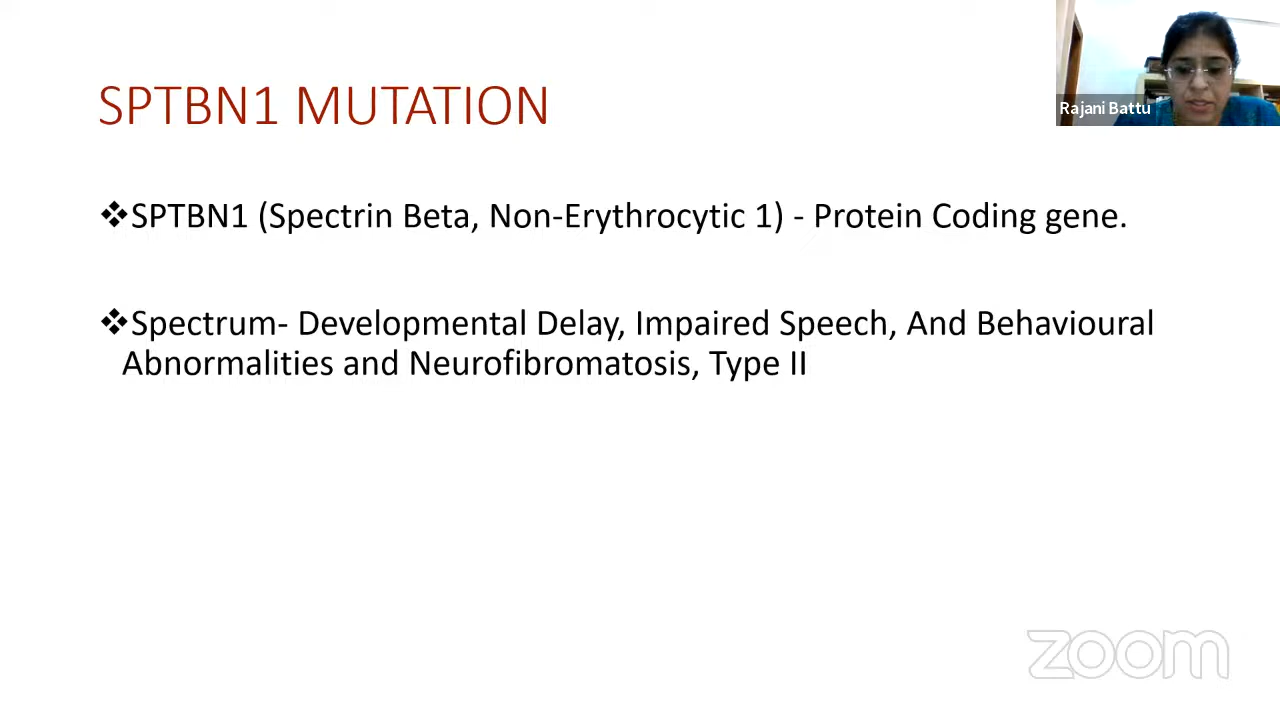 SPTBN1 MUTATION
Rajani Battu
❖SPTBN1 (Spectrin Beta, Non-Erythrocytic 1) - Protein Coding gene.
❖Spectrum- Developmental Delay, Impaired Speech, And Behavioural
Abnormalities and Neurofibromatosis, Type II
zoom